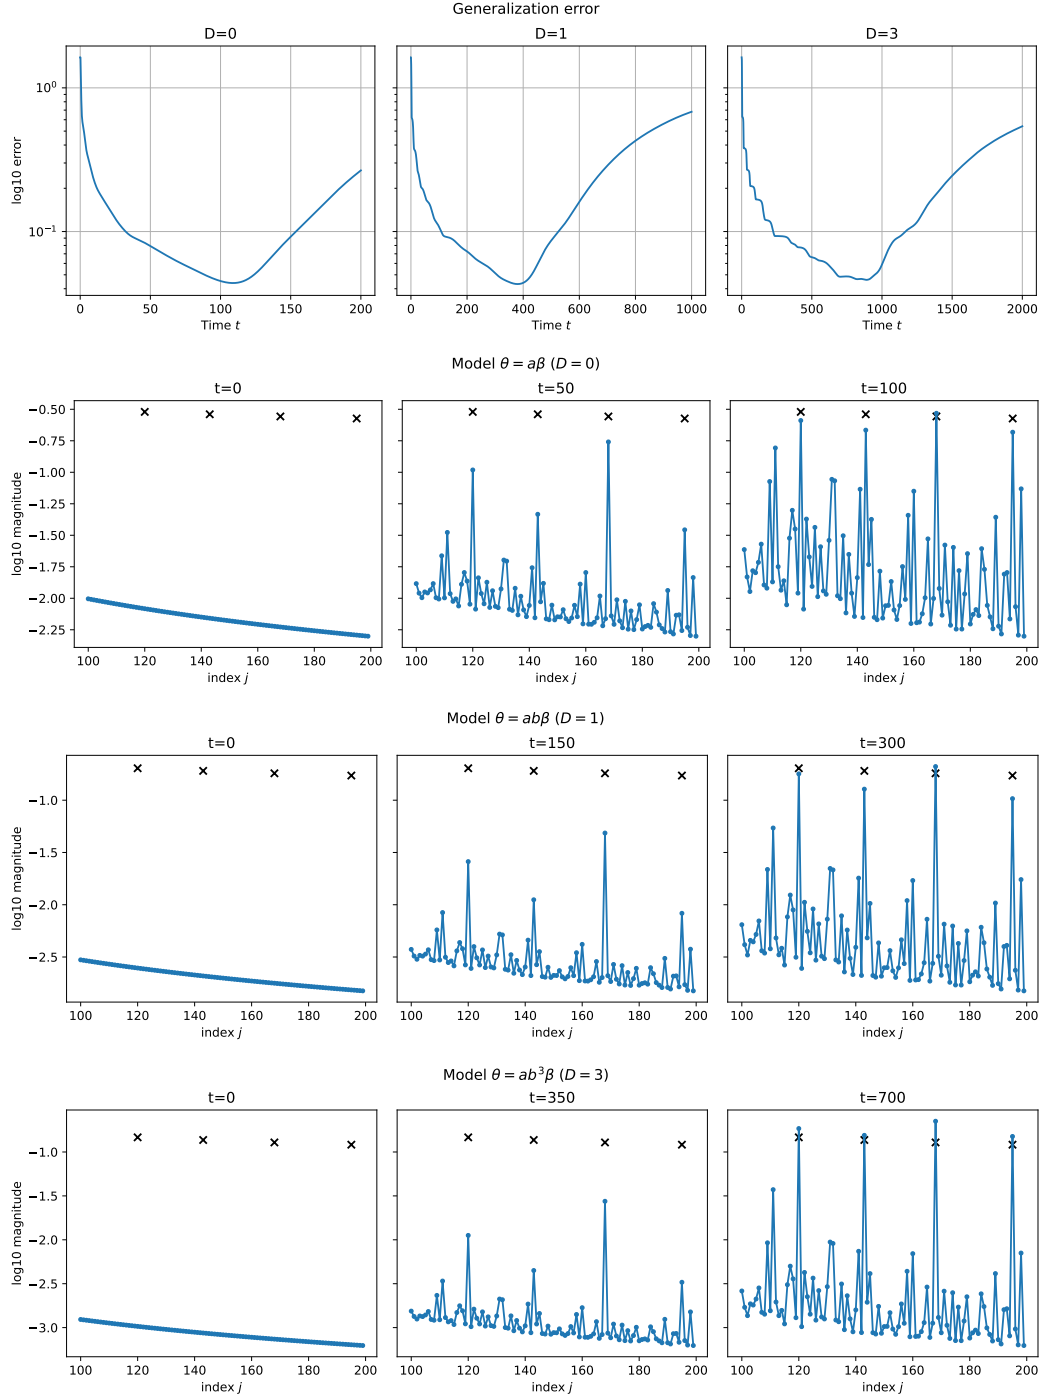 Generalization error
D=0 D=1 D=3
10^0
10^-1
log10 error
0 50 100 150 200 0 200 400 600 800 1000 0 500 1000 1500 2000
Time t Time t Time t
Model θ = aβ (D = 0)
t=0 t=50 t=100
−0.50
−0.75
−1.00
−1.25
−1.50
−1.75
−2.00
−2.25
log10 magnitude
100 120 140 160 180 200 100 120 140 160 180 200 100 120 140 160 180 200
index j index j index j
Model θ = abβ (D = 1)
t=0 t=150 t=300
−1.0
−1.5
−2.0
−2.5
log10 magnitude
100 120 140 160 180 200 100 120 140 160 180 200 100 120 140 160 180 200
index j index j index j
Model θ = ab³β (D = 3)
t=0 t=350 t=700
−1.0
−1.5
−2.0
−2.5
−3.0
log10 magnitude
100 120 140 160 180 200 100 120 140 160 180 200 100 120 140 160 180 200
index j index j index j